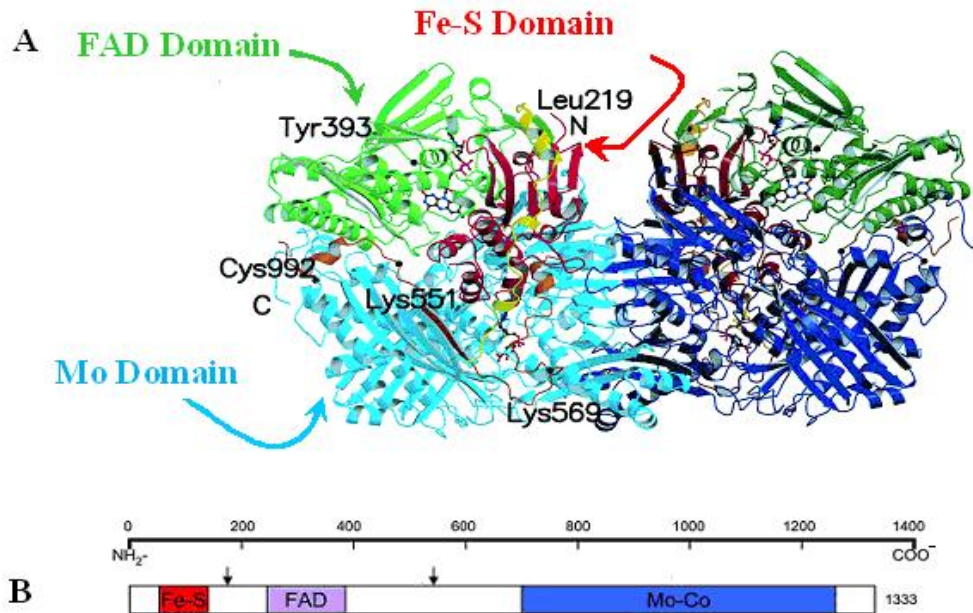 A
FAD Domain
Fe-S Domain
Leu219
N
Tyr393
Cys992
C
Lys551
Mo Domain
Lys569
0 200 400 600 800 1000 1200 1400
NH2- COO-
B
Fe-S FAD Mo-Co 1333